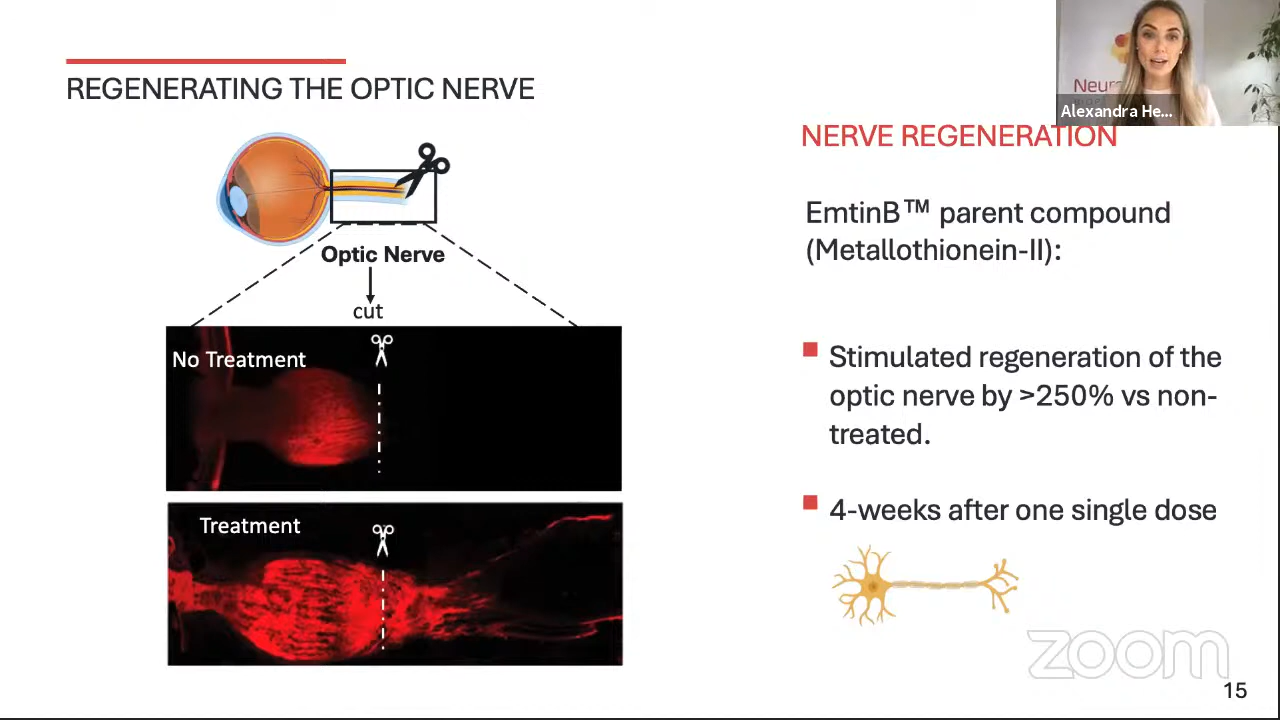 REGENERATING THE OPTIC NERVE
Neur
Alexandra He...
NERVE REGENERATION
EmtinB™ parent compound
(Metallothionein-II):
Optic Nerve
cut
No Treatment
Treatment
Stimulated regeneration of the
optic nerve by >250% vs non-
treated.
4-weeks after one single dose
zoom
15